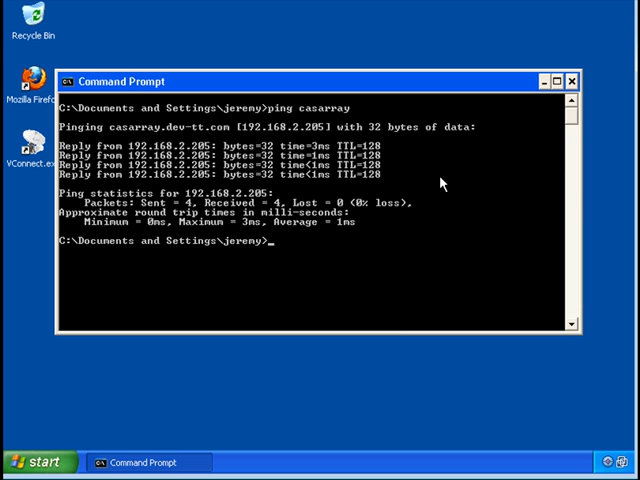 Recycle Bin
Mozilla Firefo
VConnect.ex
Command Prompt
C:\Documents and Settings\jeremy>ping casarray
Pinging casarray.dev-tt.com [192.168.2.205] with 32 bytes of data:
Reply from 192.168.2.205: bytes=32 time=3ms TTL=128
Reply from 192.168.2.205: bytes=32 time=1ms TTL=128
Reply from 192.168.2.205: bytes=32 time<1ms TTL=128
Reply from 192.168.2.205: bytes=32 time<1ms TTL=128
Ping statistics for 192.168.2.205:
Packets: Sent = 4, Received = 4, Lost = 0 (0% loss),
Approximate round trip times in milli-seconds:
Minimum = 0ms, Maximum = 3ms, Average = 1ms
C:\Documents and Settings\jeremy>_
start
Command Prompt